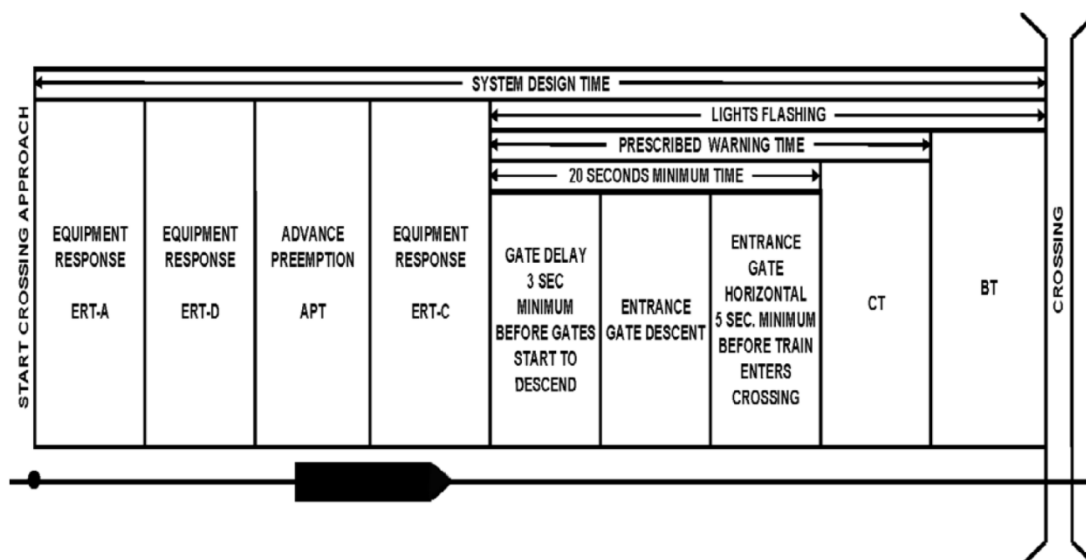 SYSTEM DESIGN TIME
LIGHTS FLASHING
PRESCRIBED WARNING TIME
20 SECONDS MINIMUM TIME
START CROSSING APPROACH
EQUIPMENT
RESPONSE
ERT-A
EQUIPMENT
RESPONSE
ERT-D
ADVANCE
PREEMPTION
APT
EQUIPMENT
RESPONSE
ERT-C
GATE DELAY
3 SEC
MINIMUM
BEFORE GATES
START TO
DESCEND
ENTRANCE
GATE DESCENT
ENTRANCE
GATE
HORIZONTAL
5 SEC. MINIMUM
BEFORE TRAIN
ENTERS
CROSSING
CT
BT
CROSSING